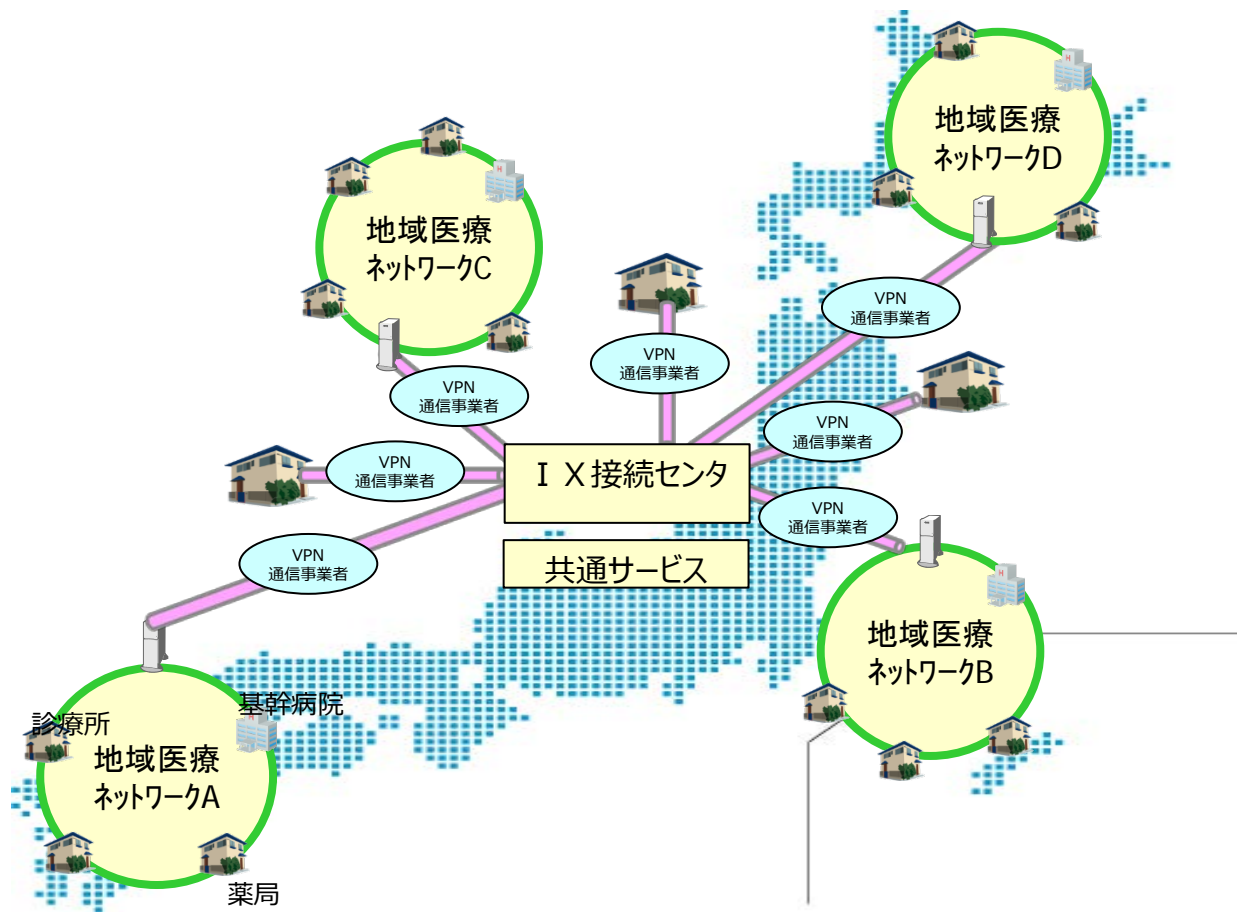 地域医療
ネットワークD
地域医療
ネットワークC
VPN
通信事業者
VPN
通信事業者
VPN
通信事業者
VPN
通信事業者
VPN
通信事業者
ＩＸ接続センタ
VPN
通信事業者
VPN
通信事業者
共通サービス
地域医療
ネットワークB
基幹病院
診療所
地域医療
ネットワークA
薬局
H
H
H
H